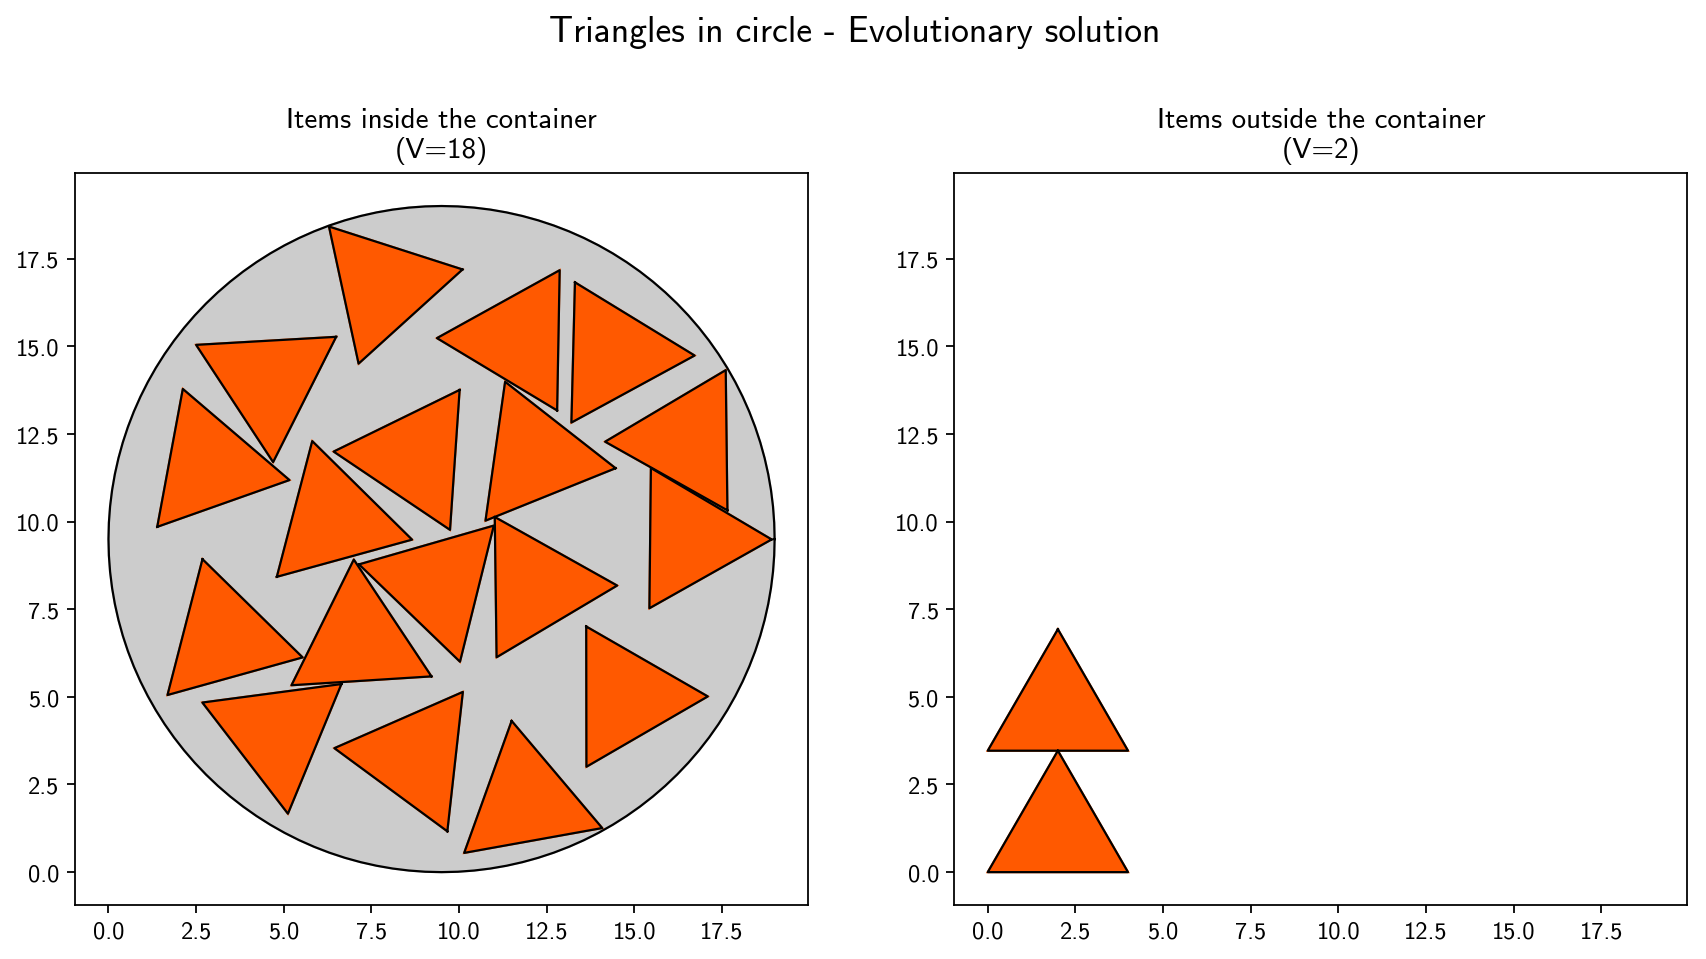 Triangles in circle - Evolutionary solution
Items inside the container
(V=18)
17.5
15.0
12.5
10.0
7.5
5.0
2.5
0.0
0.0 2.5 5.0 7.5 10.0 12.5 15.0 17.5
Items outside the container
(V=2)
17.5
15.0
12.5
10.0
7.5
5.0
2.5
0.0
0.0 2.5 5.0 7.5 10.0 12.5 15.0 17.5